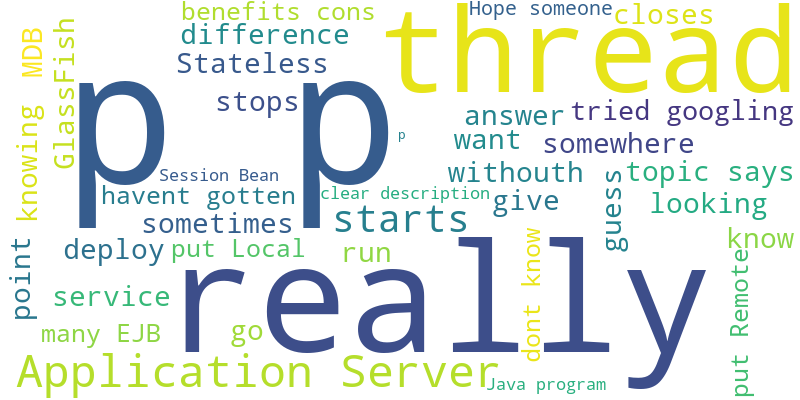 benefits cons
Hope someone
closes
thread
difference
MDB
GlassFish
Stateless
p p
stops
answer
tried googling
knowing
p
want
somewhere
Session Bean
withouth
topic says
havent gotten
clear description
give
guess
looking
sometimes
starts
know
point
deploy
put Local
run
dont know
really
put Remote
service
many EJB
go
Application Server
Java program